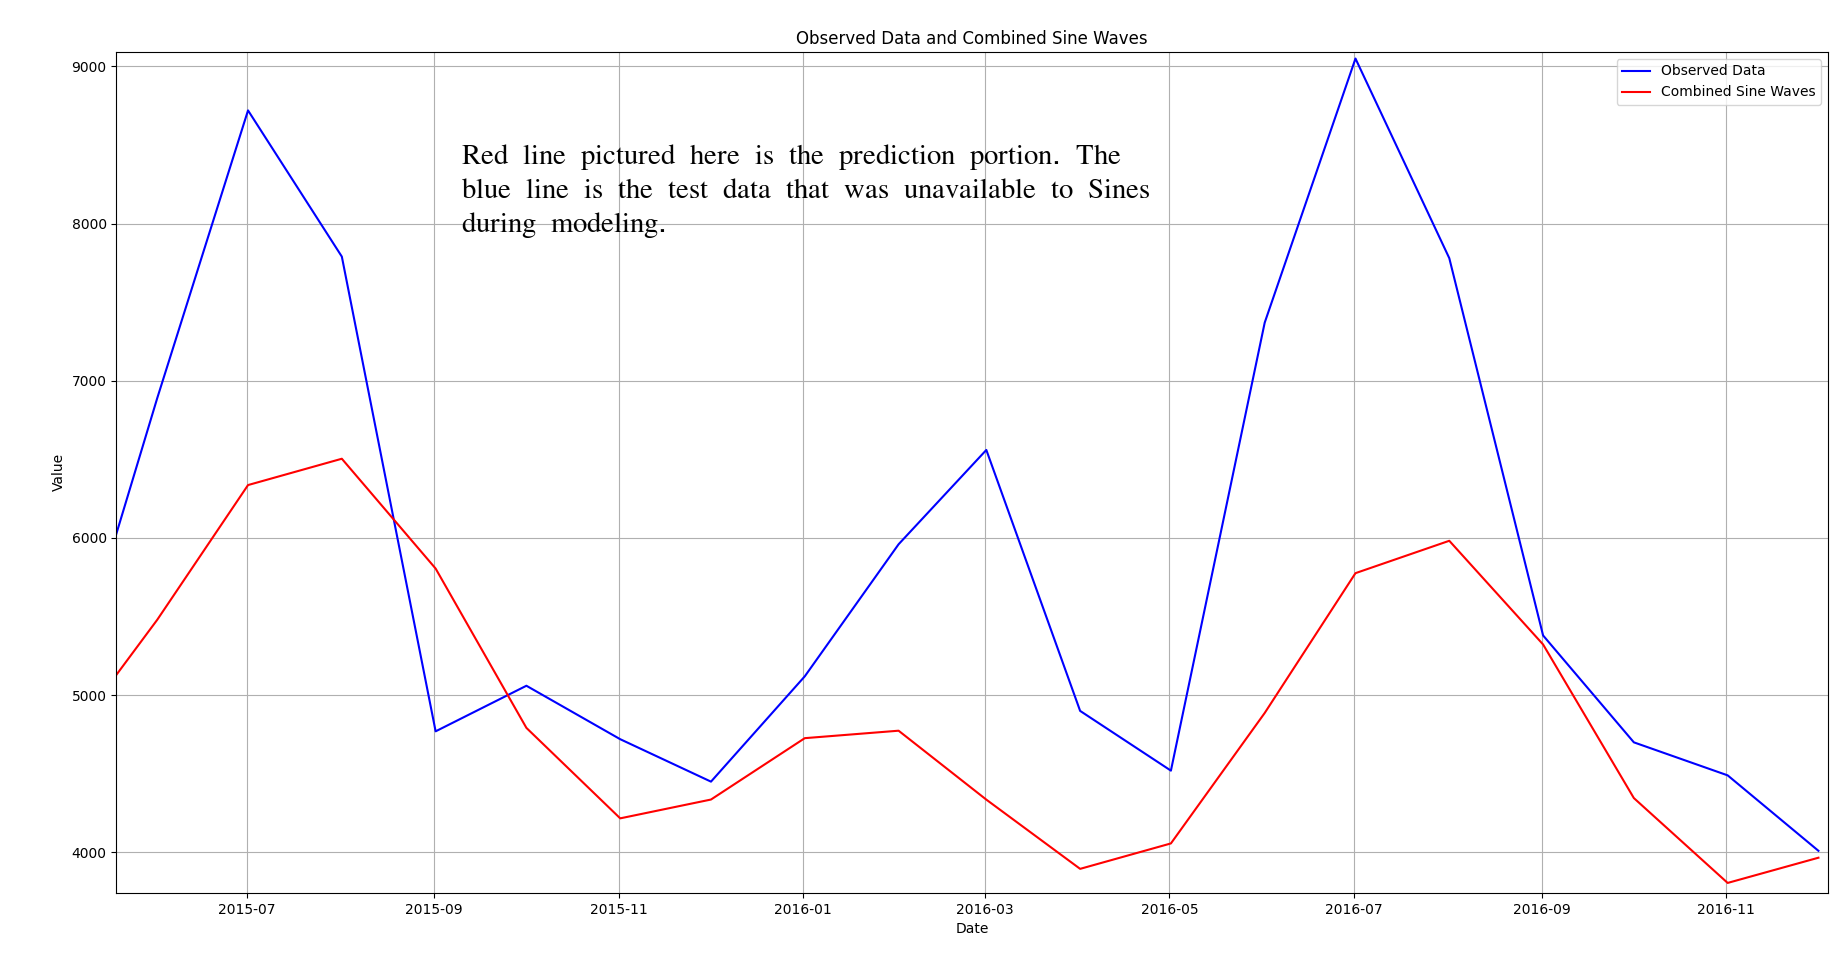 Observed Data and Combined Sine Waves
9000
8000
7000
6000
5000
4000
Value
Observed Data
Combined Sine Waves
Red line pictured here is the prediction portion. The
blue line is the test data that was unavailable to Sines
during modeling.
2015-07 2015-09 2015-11 2016-01 2016-03 2016-05 2016-07 2016-09 2016-11
Date